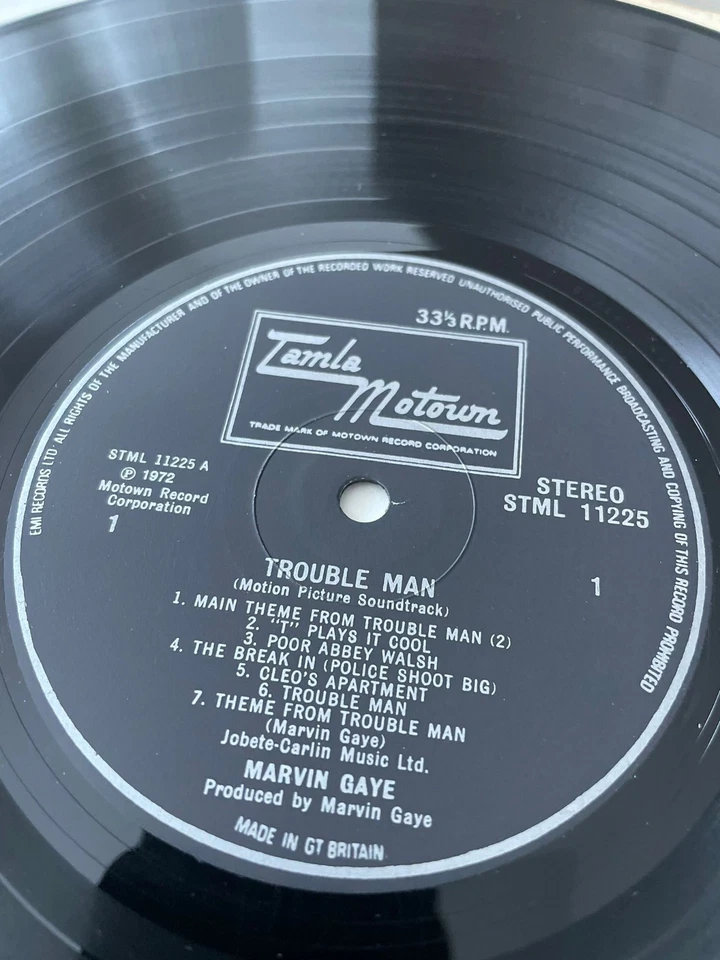 EMI RECORDS LTD · ALL RIGHTS OF THE MANUFACTURER AND OF THE OWNER OF THE RECORDED WORK RESERVED UNAUTHORISED PUBLIC PERFORMANCE BROADCASTING AND COPYING OF THIS RECORD PROHIBITED
33⅓ R.P.M.
Tamla
Motown
TRADE MARK OF MOTOWN RECORD CORPORATION
STML 11225 A
Ⓟ 1972
Motown Record
Corporation
1
STEREO
STML 11225
1
TROUBLE MAN
(Motion Picture Soundtrack)
1. MAIN THEME FROM TROUBLE MAN (2)
2. "T" PLAYS IT COOL
3. POOR ABBEY WALSH
4. THE BREAK IN (POLICE SHOOT BIG)
5. CLEO'S APARTMENT
6. TROUBLE MAN
7. THEME FROM TROUBLE MAN
(Marvin Gaye)
Jobete-Carlin Music Ltd.
MARVIN GAYE
Produced by Marvin Gaye
MADE IN GT BRITAIN